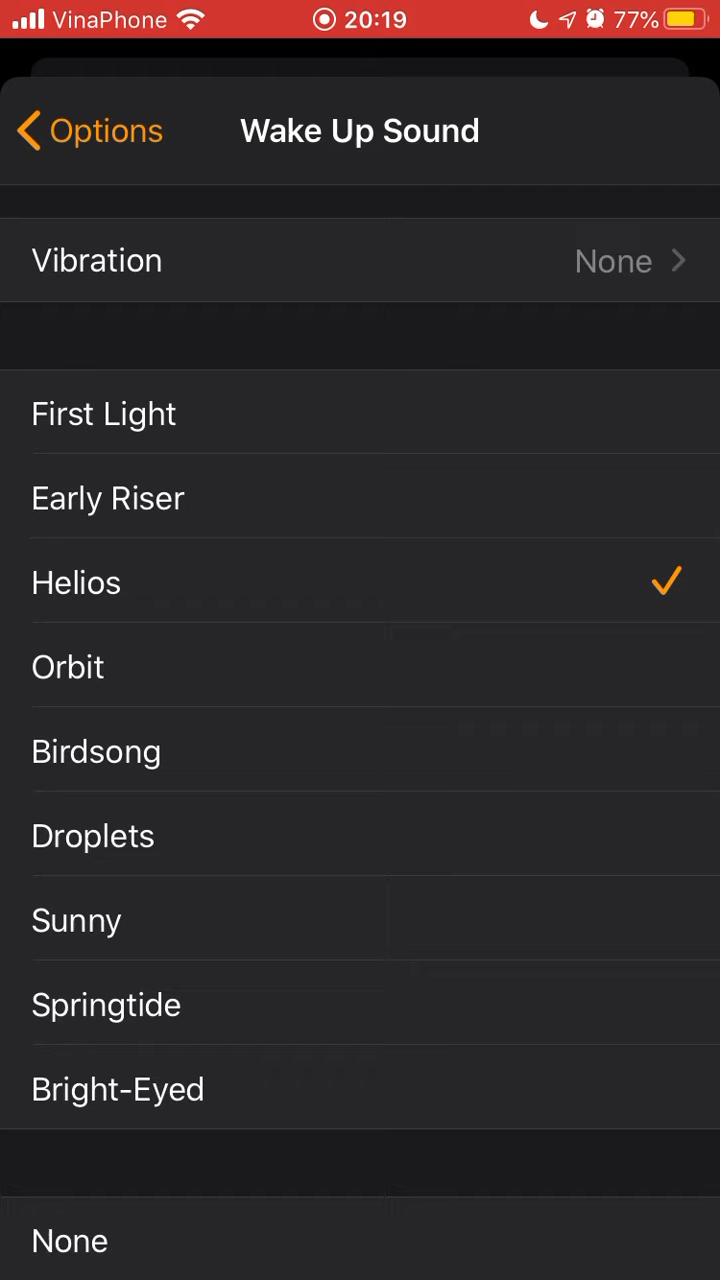 VinaPhone 20:19 77%
Options Wake Up Sound
Vibration None
First Light
Early Riser
Helios
Orbit
Birdsong
Droplets
Sunny
Springtide
Bright-Eyed
None